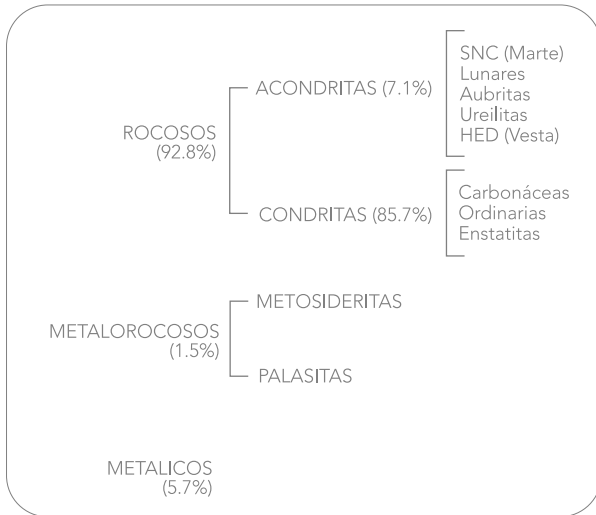 ROCOSOS
(92.8%)
ACONDRITAS (7.1%)
SNC (Marte)
Lunares
Aubritas
Ureilitas
HED (Vesta)
CONDRITAS (85.7%)
Carbonáceas
Ordinarias
Enstatitas
METALOROCOSOS
(1.5%)
METOSIDERITAS
PALASITAS
METALICOS
(5.7%)